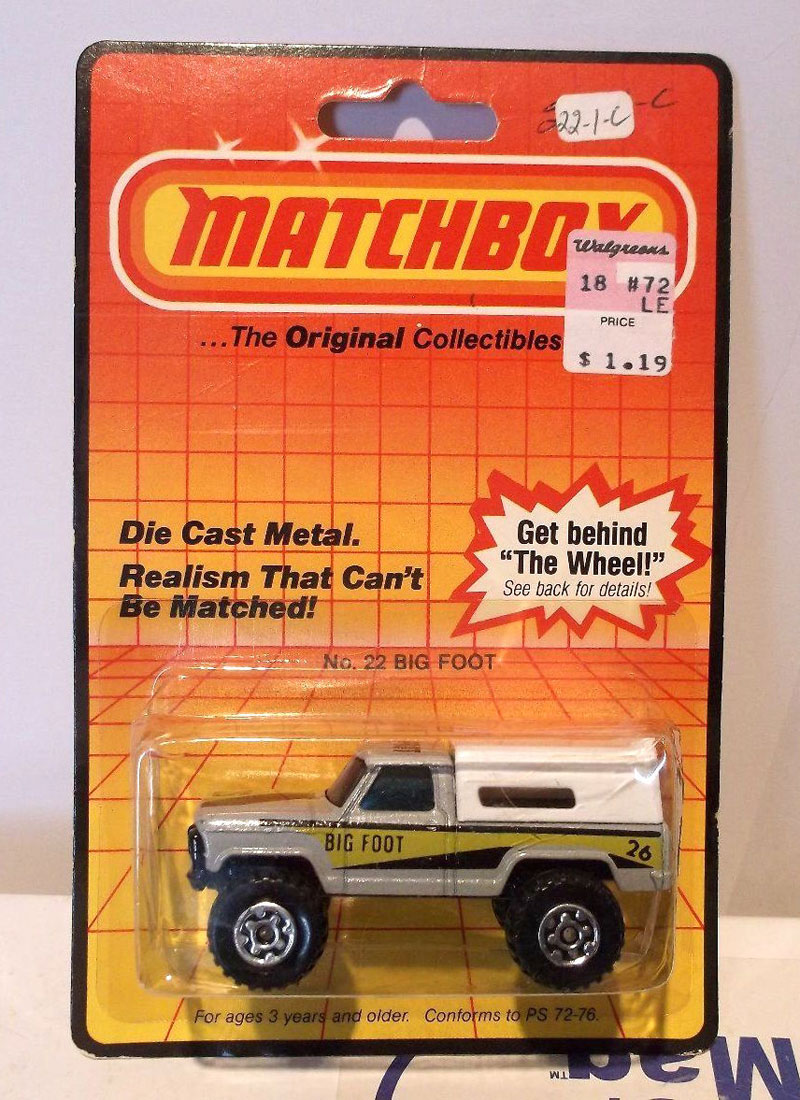 22-1-C -C
MATCHBOX
Walgreens
18 #72
LE
PRICE
$ 1.19
...The Original Collectibles
Die Cast Metal.
Realism That Can't
Be Matched!
Get behind
“The Wheel!”
See back for details!
No. 22 BIG FOOT
BIG FOOT
26
For ages 3 years and older. Conforms to PS 72-76.
Mag
TM